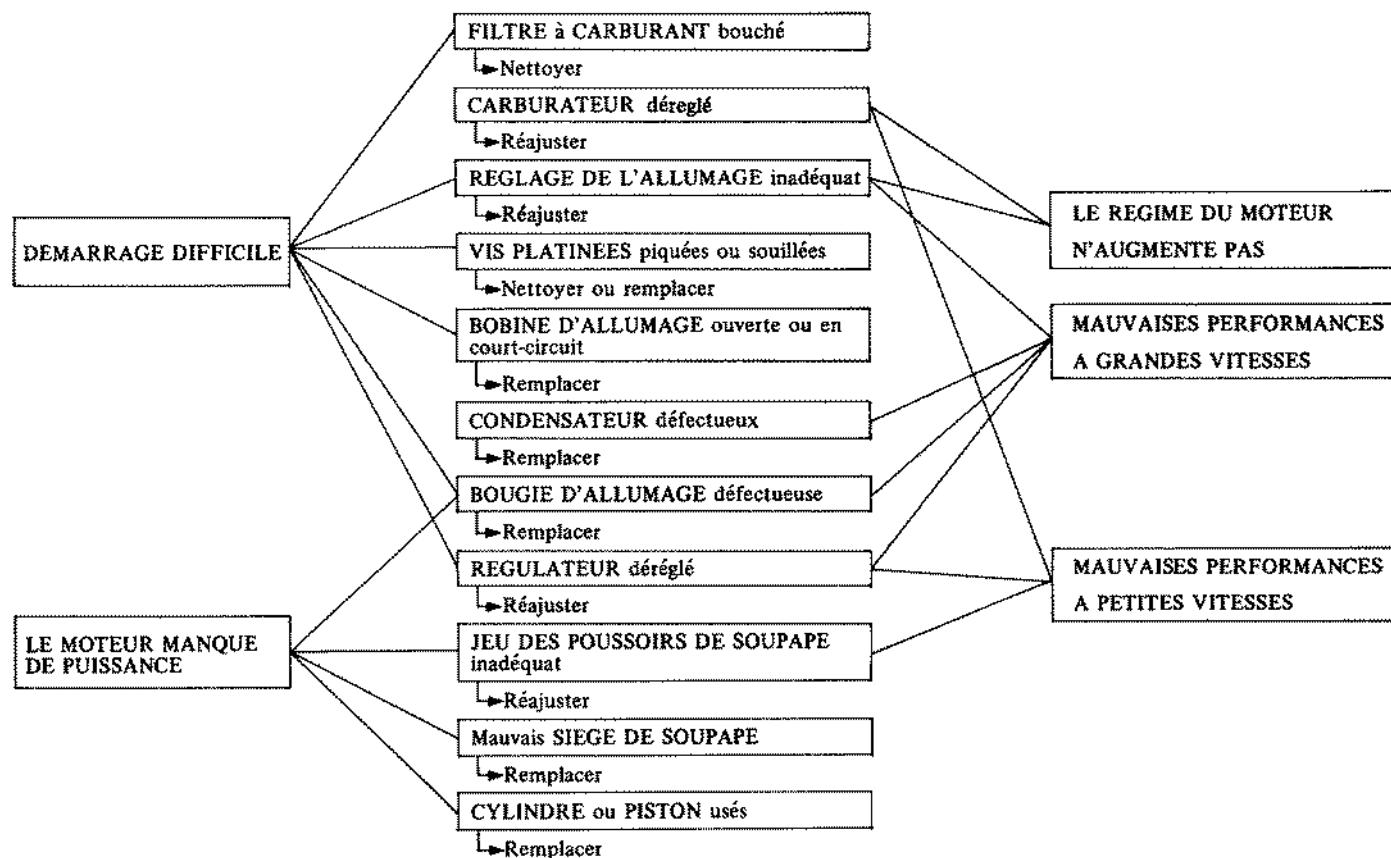 FILTRE à CARBURANT bouché
Nettoyer
CARBURATEUR déreglé
Réajuster
REGLAGE DE L'ALLUMAGE inadéquat
Réajuster
DÉMARRAGE DIFFICILE
VIS PLATINEES piquées ou souillées
Nettoyer ou remplacer
BOBINE D'ALLUMAGE ouverte ou en
court-circuit
Remplacer
CONDENSATEUR défectueux
Remplacer
BOUGIE D'ALLUMAGE défectueuse
Remplacer
REGULATEUR déréglé
Réajuster
LE MOTEUR MANQUE
DE PUISSANCE
JEU DES POUSSOIRS DE SOUPAPE
inadéquat
Réajuster
Mauvais SIEGE DE SOUPAPE
Remplacer
CYLINDRE ou PISTON usés
Remplacer
LE REGIME DU MOTEUR
N'AUGMENTE PAS
MAUVAISES PERFORMANCES
A GRANDES VITESSES
MAUVAISES PERFORMANCES
A PETITES VITESSES